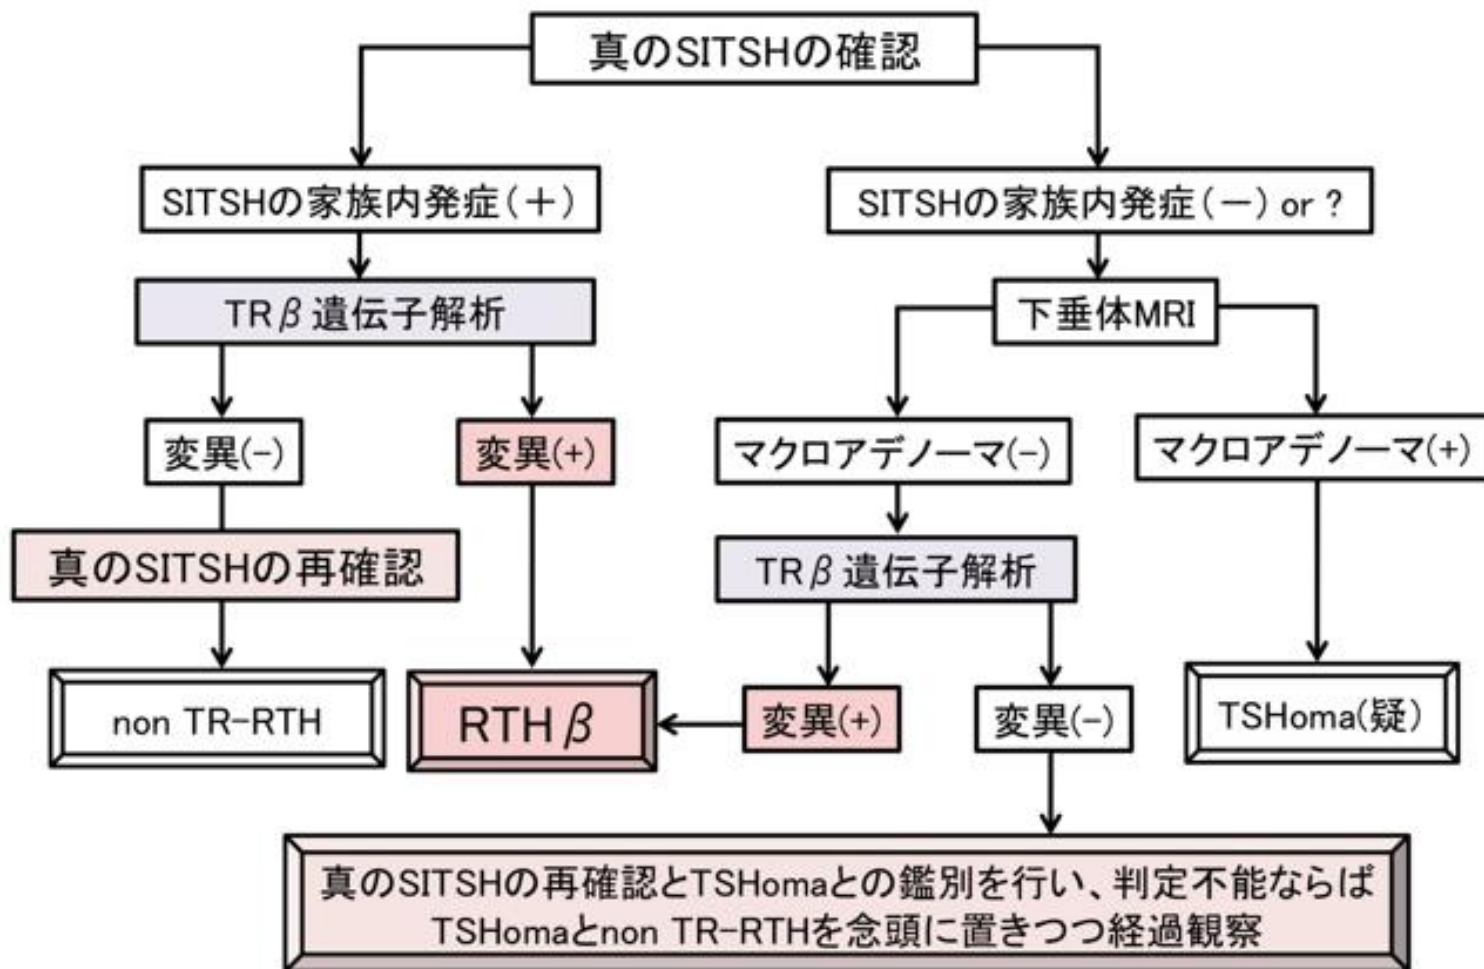 真のSITSHの確認
SITSHの家族内発症(＋)
SITSHの家族内発症(－) or ?
TRβ遺伝子解析
下垂体MRI
変異(-)
変異(+)
マクロアデノーマ(-)
マクロアデノーマ(+)
真のSITSHの再確認
TRβ遺伝子解析
non TR-RTH
RTHβ
変異(+)
変異(-)
TSHoma(疑)
真のSITSHの再確認とTSHomaとの鑑別を行い、判定不能ならば
TSHomaとnon TR-RTHを念頭に置きつつ経過観察